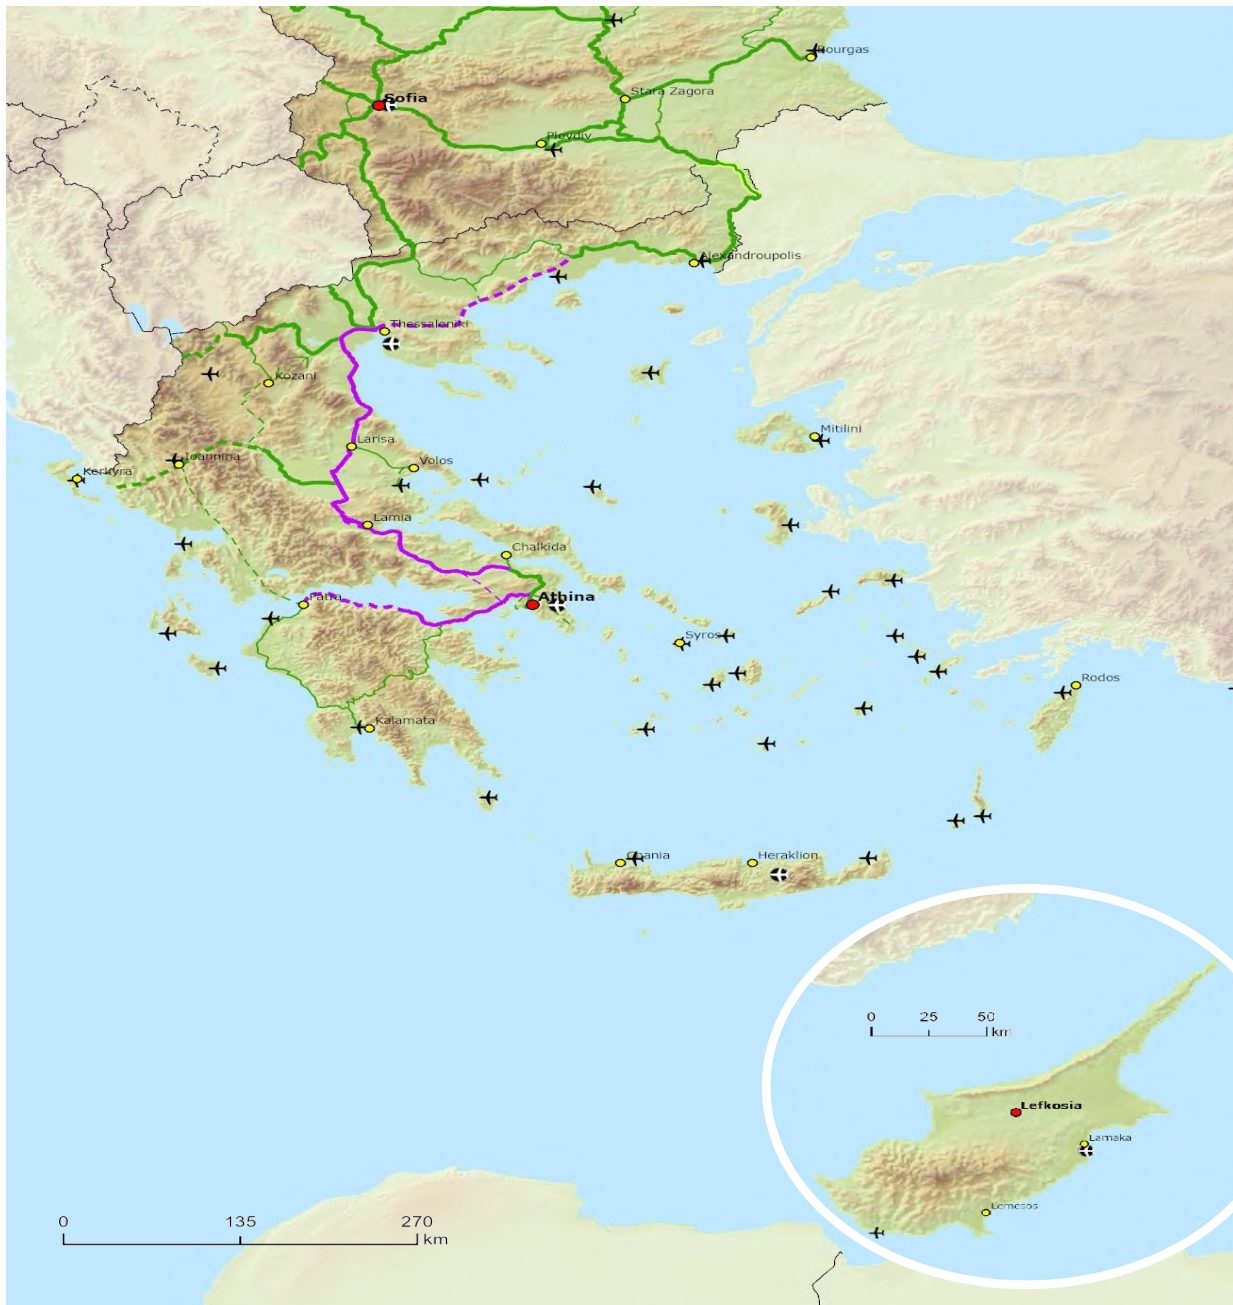 Bourgas
Stara Zagora
Sofia
Plovdiv
Alexandroupolis
Thessaloniki
Kozani
Mitilini
Larisa
Ioannina
Volos
Kerkyra
Lamia
Chalkida
Athina
Patra
Syros
Rodos
Kalamata
Chania
Heraklion
0 25 50
km
Lefkosia
Larnaka
Lemesos
0 135 270
km